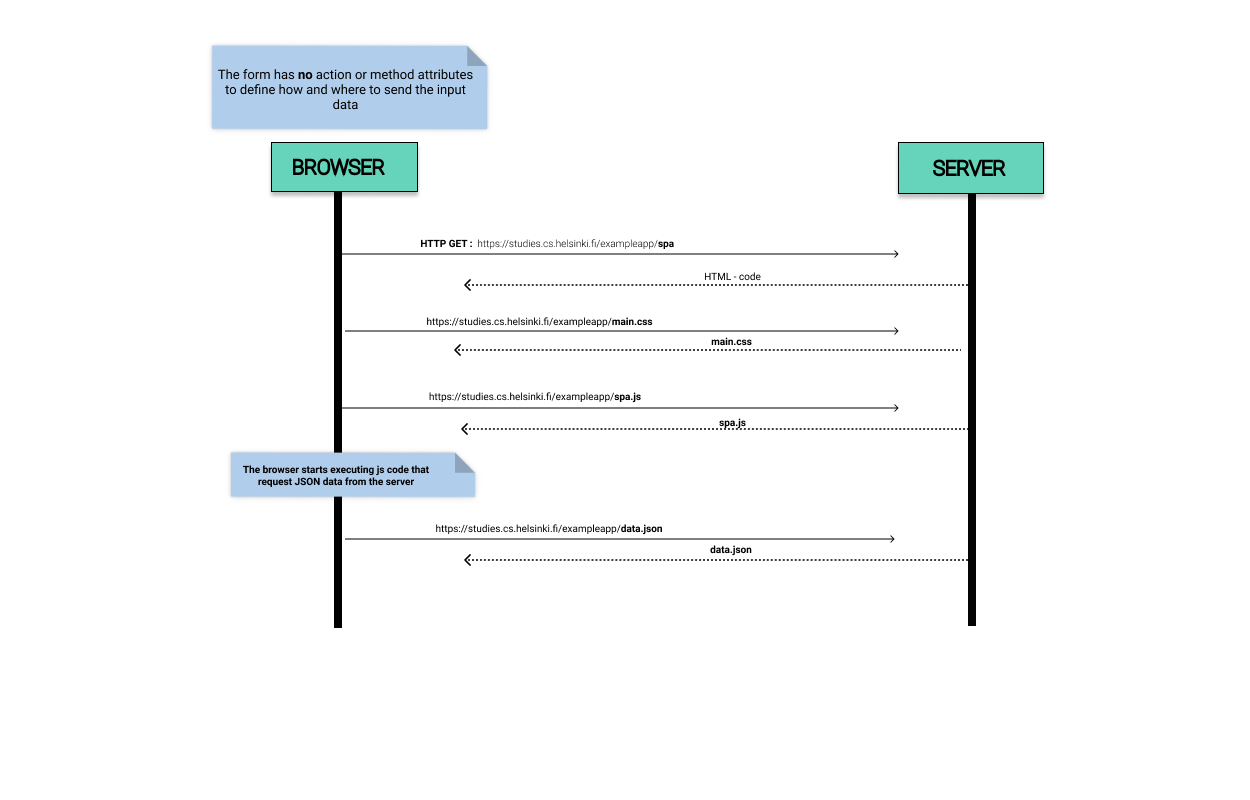 The form has no action or method attributes
to define how and where to send the input
data
BROWSER
SERVER
HTTP GET : https://studies.cs.helsinki.fi/exampleapp/spa
HTML - code
https://studies.cs.helsinki.fi/exampleapp/main.css
main.css
https://studies.cs.helsinki.fi/exampleapp/spa.js
spa.js
The browser starts executing js code that
request JSON data from the server
https://studies.cs.helsinki.fi/exampleapp/data.json
data.json